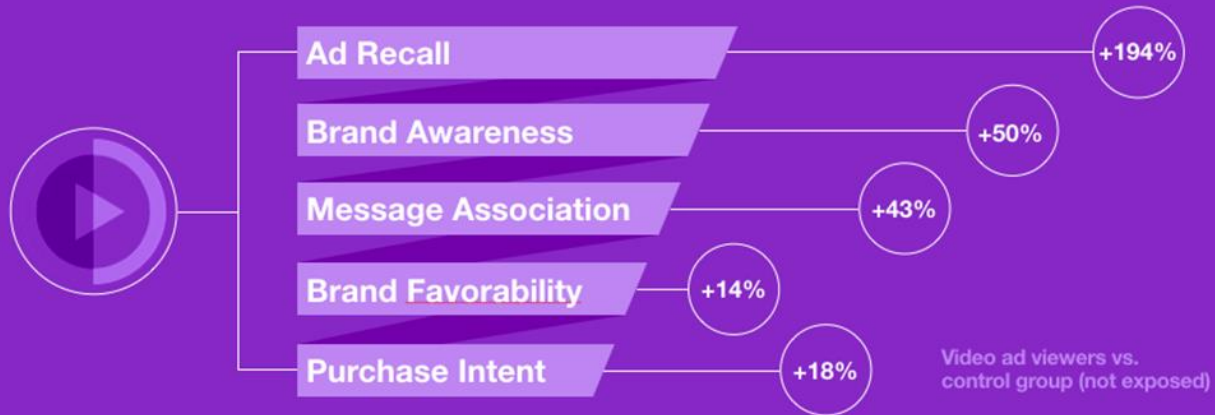 Ad Recall
+194%
Brand Awareness
+50%
Message Association
+43%
Brand Favorability
+14%
Purchase Intent
+18%
Video ad viewers vs.
control group (not exposed)